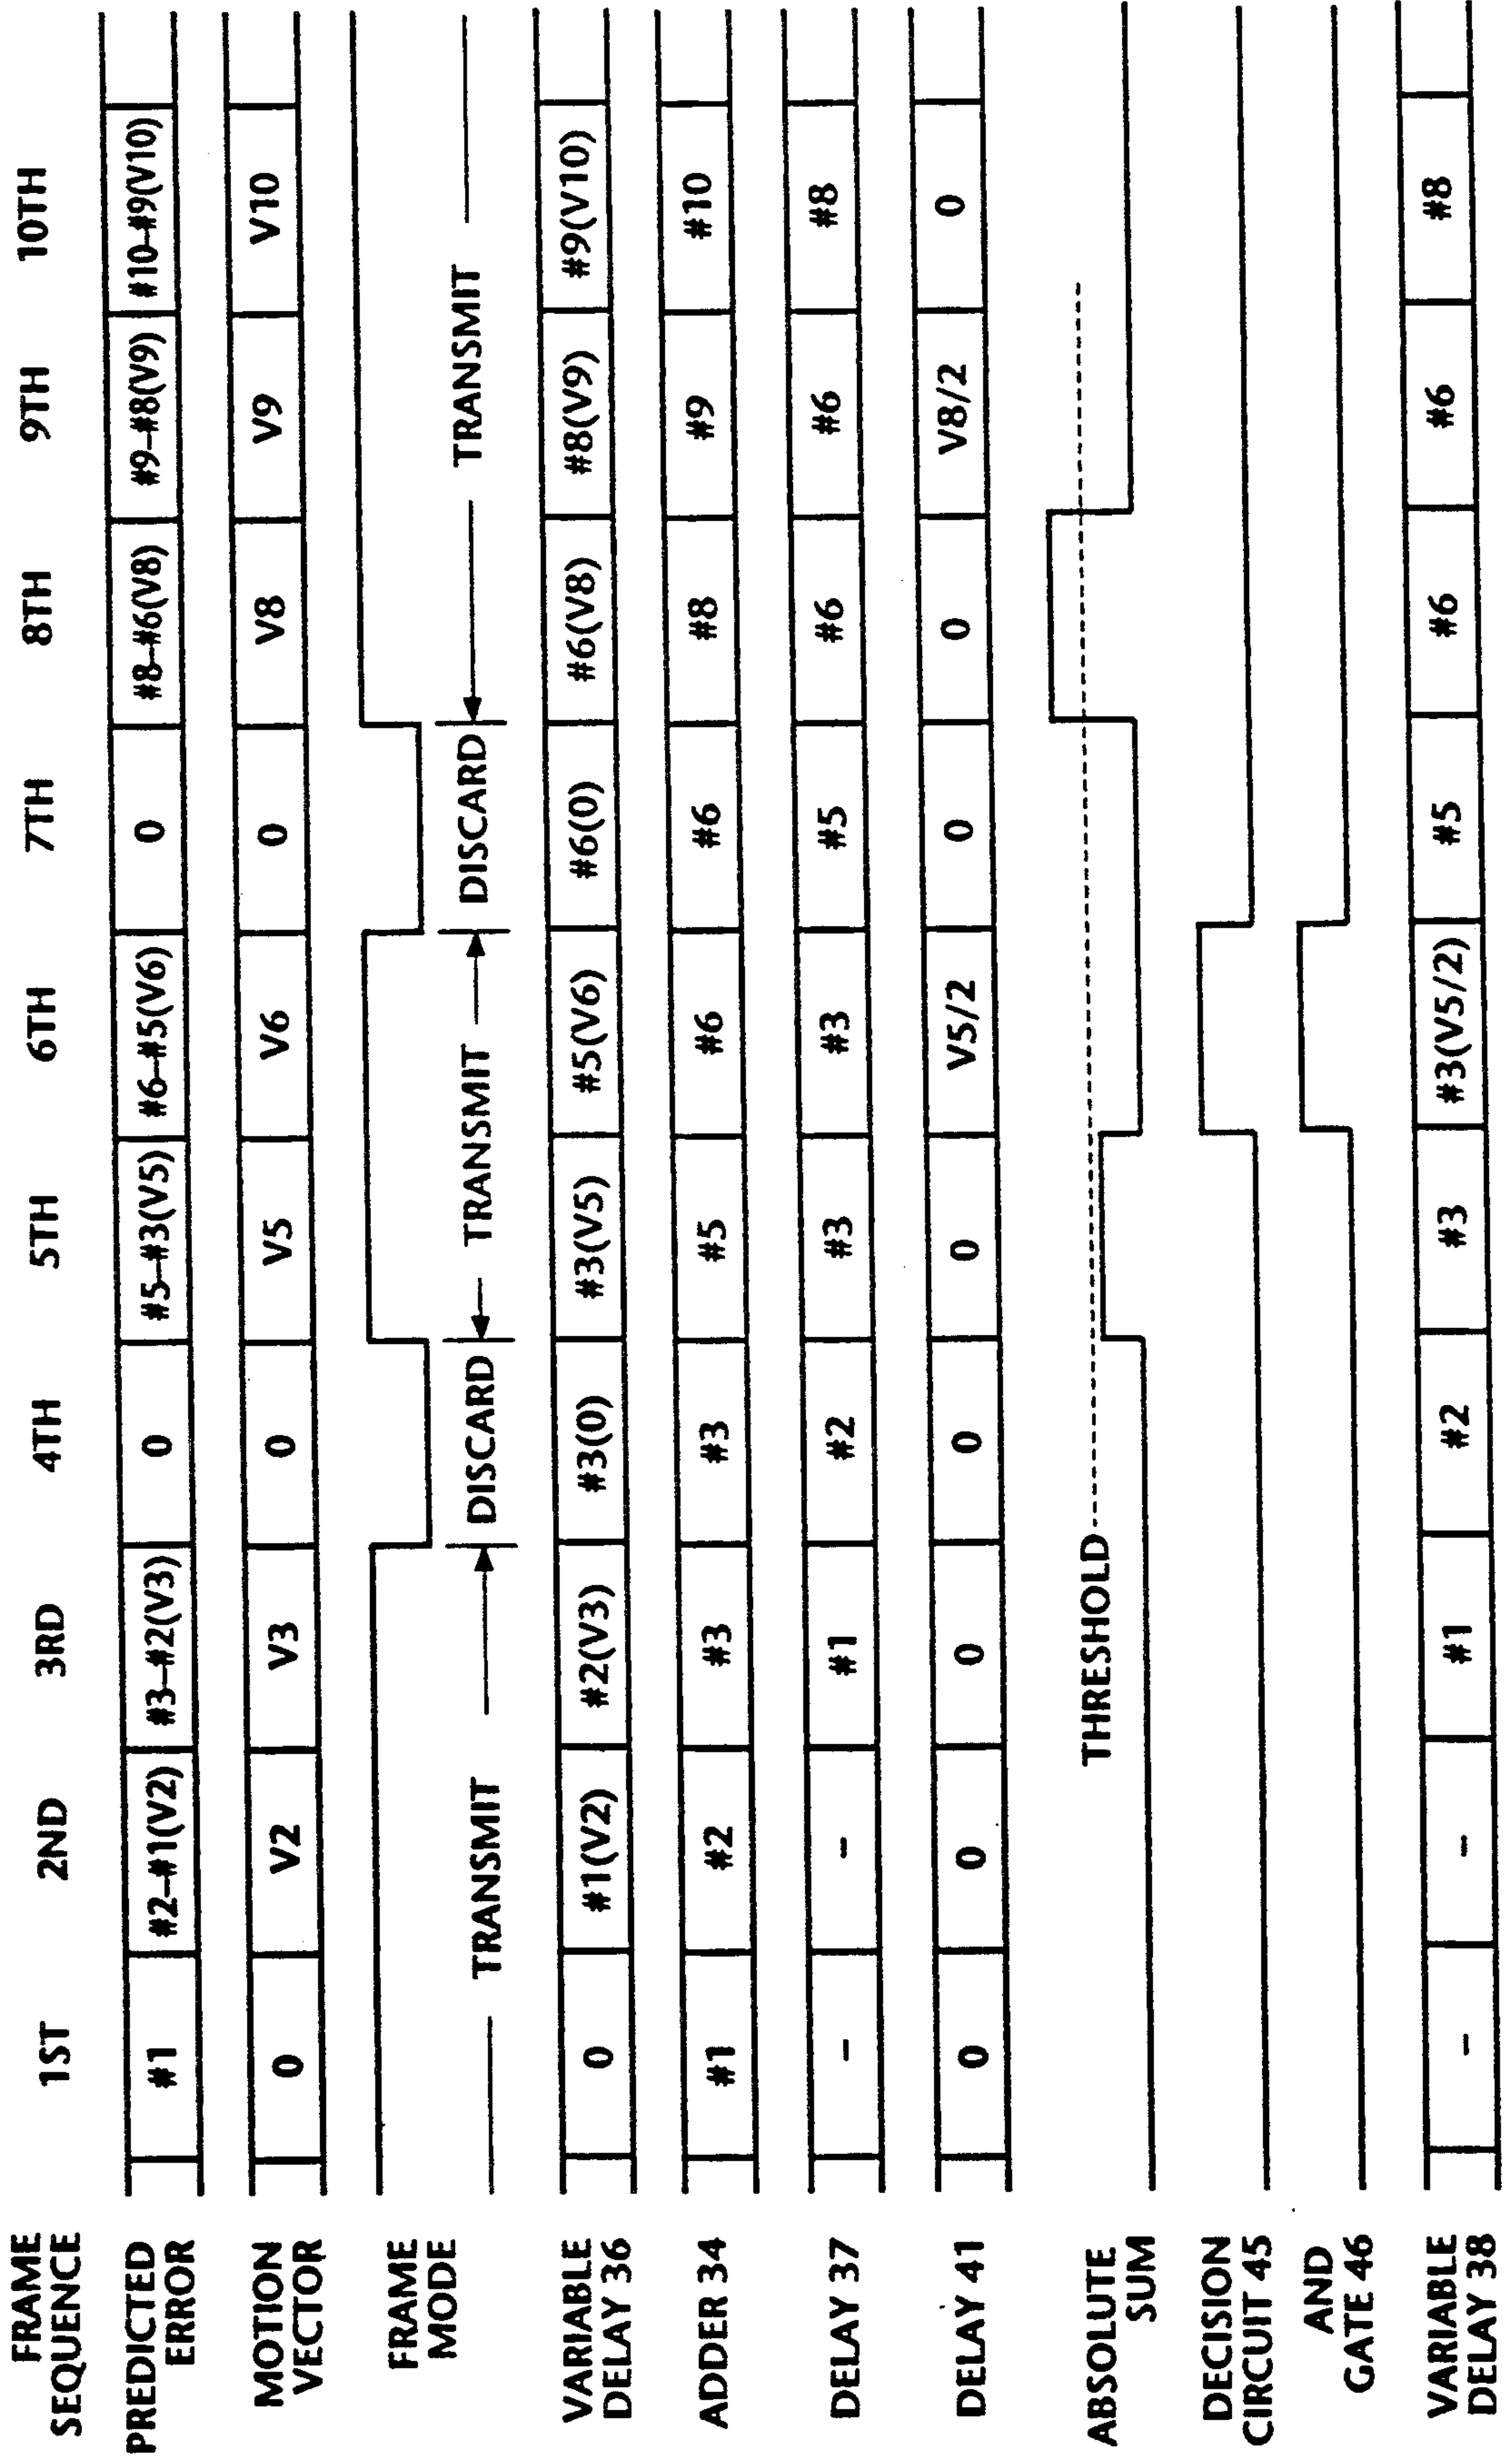 FRAME SEQUENCE 1ST 2ND 3RD 4TH 5TH 6TH 7TH 8TH 9TH 10TH
PREDICTED ERROR #1 #2-#1(V2) #3-#2(V3) 0 #5-#3(V5) #6-#5(V6) 0 #8-#6(V8) #9-#8(V9) #10-#9(V10)
MOTION VECTOR 0 V2 V3 0 V5 V6 0 V8 V9 V10
FRAME MODE TRANSMIT DISCARD TRANSMIT DISCARD TRANSMIT
VARIABLE DELAY 36 0 #1(V2) #2(V3) #3(0) #3(V5) #5(V6) #6(0) #6(V8) #8(V9) #9(V10)
ADDER 34 #1 #2 #3 #3 #5 #6 #6 #8 #9 #10
DELAY 37 – – #1 #2 #3 #3 #5 #6 #6 #8
DELAY 41 0 0 0 0 0 V5/2 0 0 V8/2 0
THRESHOLD
ABSOLUTE SUM
DECISION CIRCUIT 45
AND GATE 46
VARIABLE DELAY 38 – – #1 #2 #3 #3(V5/2) #5 #6 #6 #8